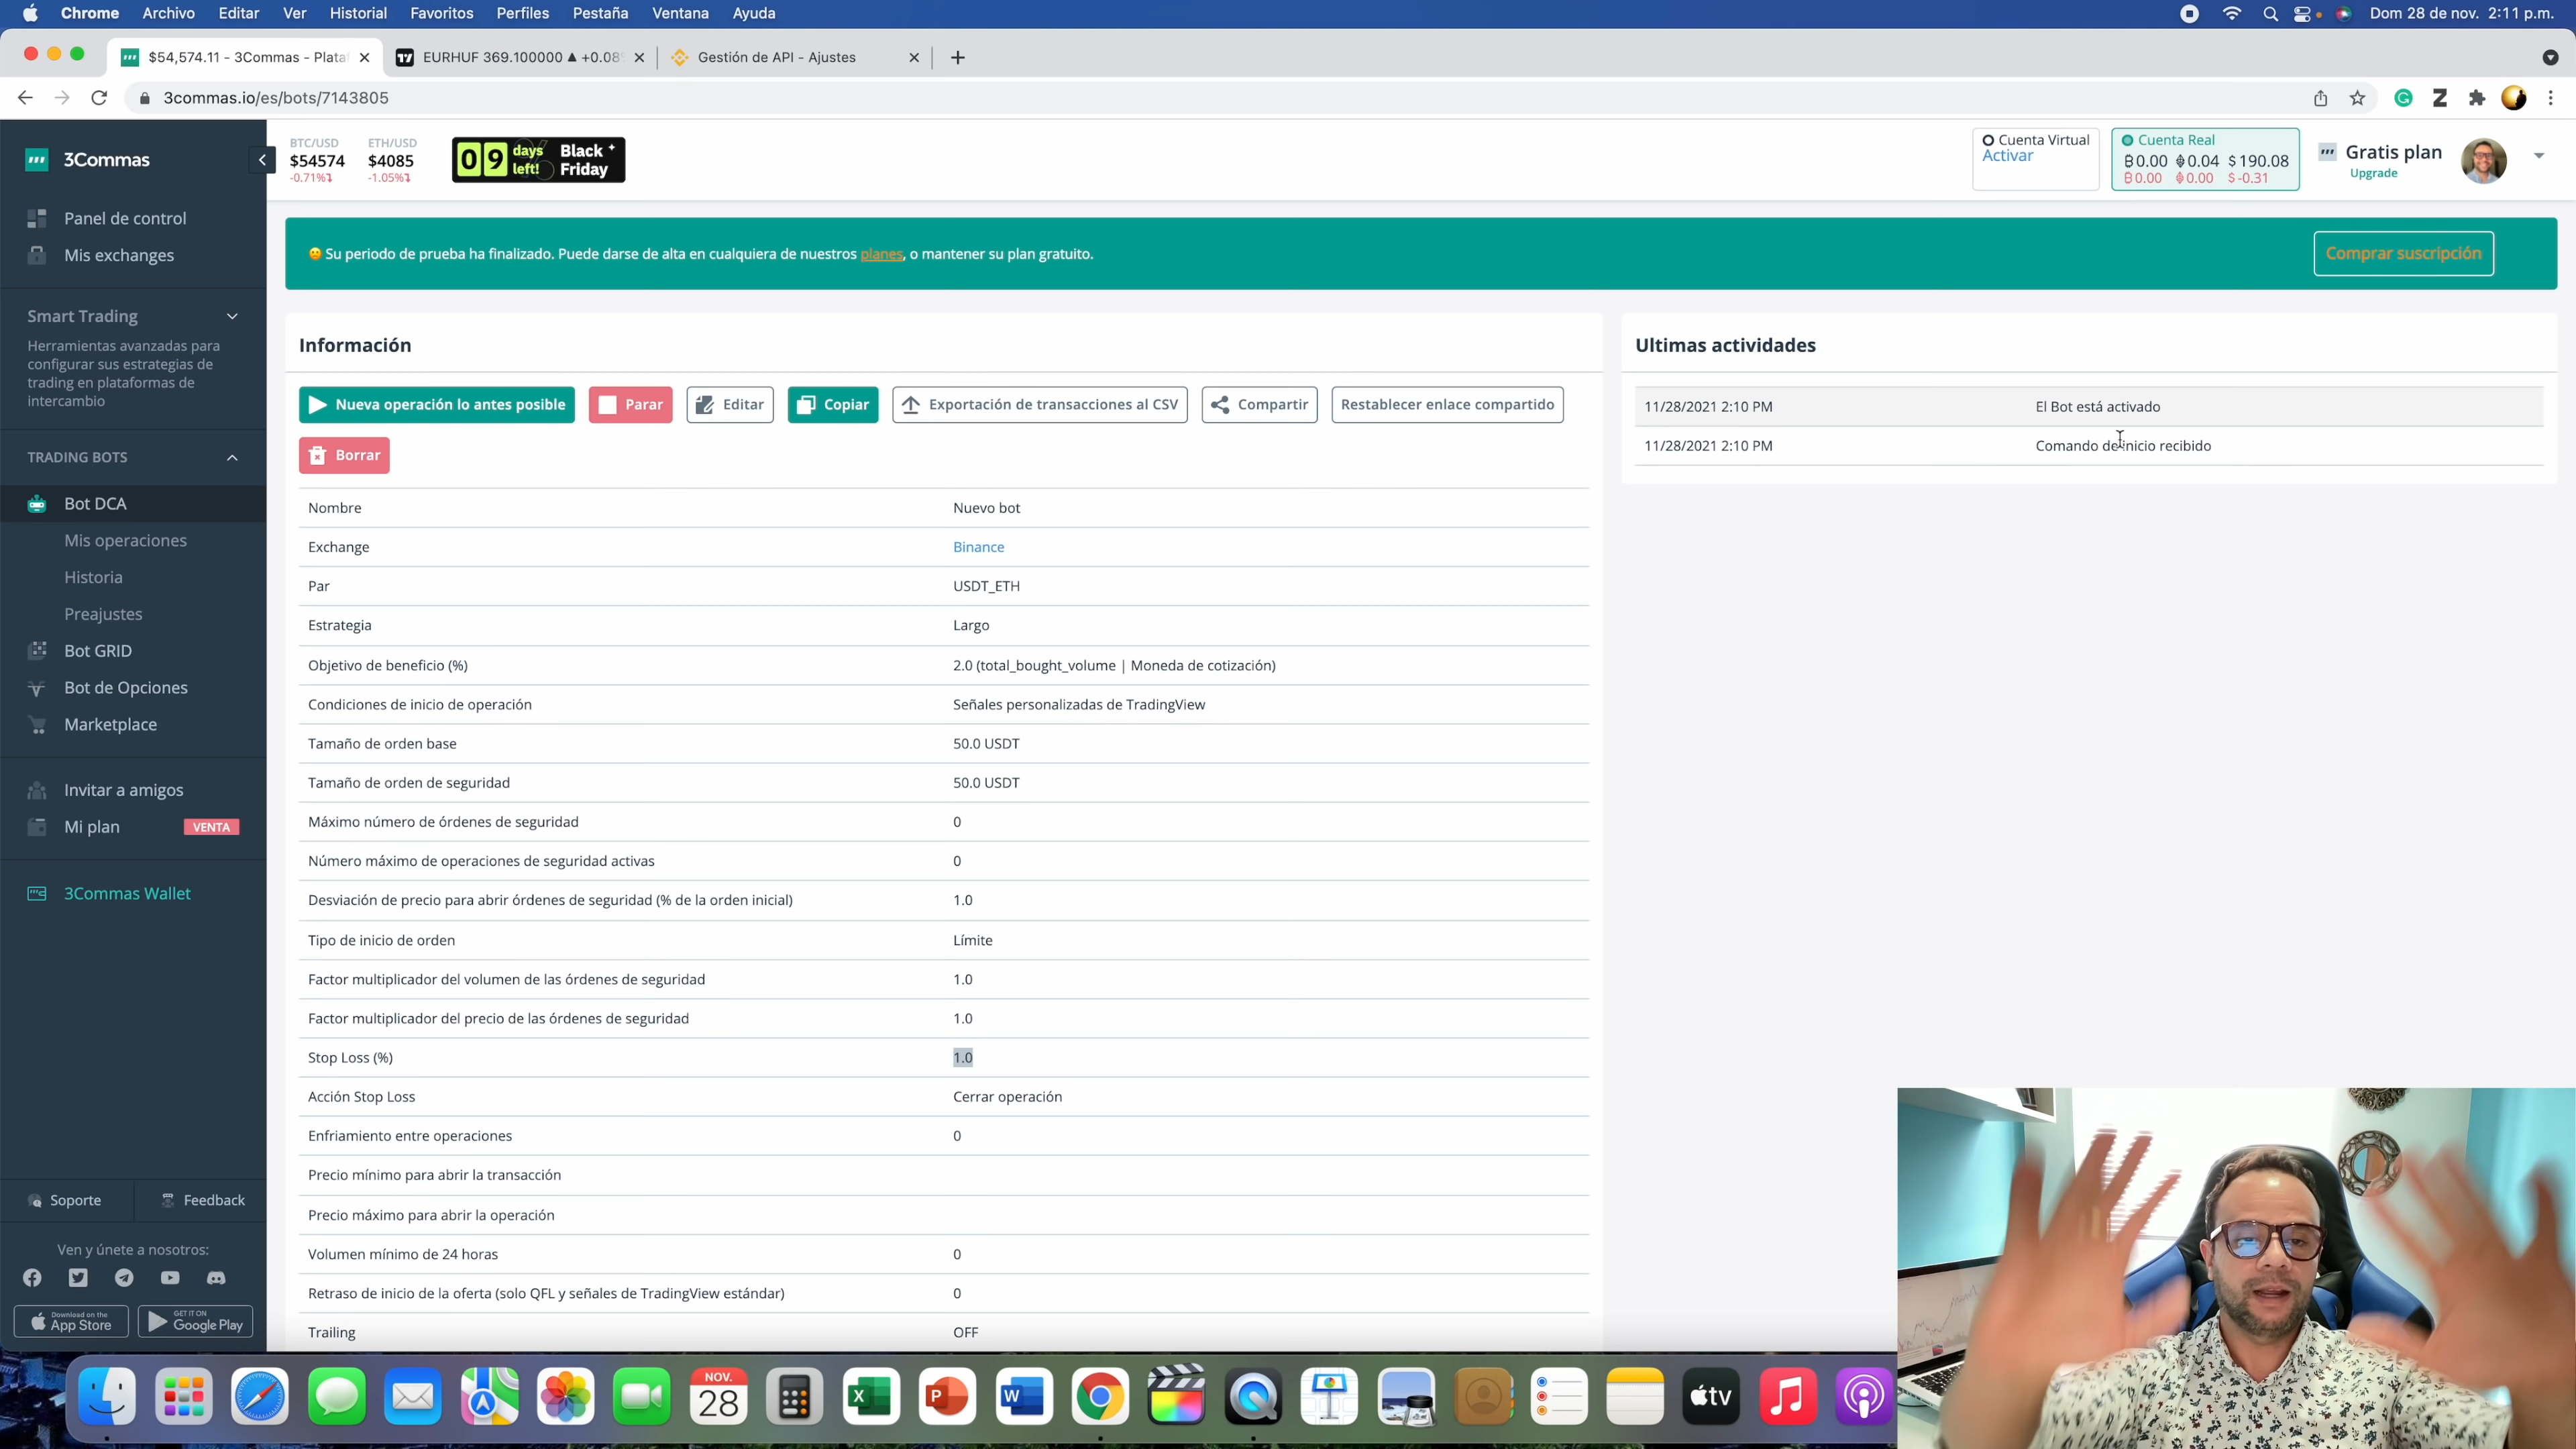 Chrome Archivo Editar Ver Historial Favoritos Perfiles Pestaña Ventana Ayuda Dom 28 de nov. 2:11 p.m.
$54,574.11 - 3Commas - Plata EURHUF 369.100000 ▲ +0.08 Gestión de API - Ajustes
3commas.io/es/bots/7143805
3Commas
BTC/USD ETH/USD
$54574 $4085
-0.71% -1.05%
09 days left! Black Friday
Cuenta Virtual
Activar
Cuenta Real
0.00 0.04 $190.08
0.00 0.00 $-0.31
Gratis plan
Upgrade
Panel de control
Mis exchanges
Smart Trading
Herramientas avanzadas para
configurar sus estrategias de
trading en plataformas de
intercambio
TRADING BOTS
Bot DCA
Mis operaciones
Historia
Preajustes
Bot GRID
Bot de Opciones
Marketplace
Invitar a amigos
Mi plan VENTA
3Commas Wallet
Soporte Feedback
Ven y únete a nosotros:
Download on the App Store GET IT ON Google Play
Su periodo de prueba ha finalizado. Puede darse de alta en cualquiera de nuestros planes, o mantener su plan gratuito.
Comprar suscripción
Información
Nueva operación lo antes posible Parar Editar Copiar Exportación de transacciones al CSV Compartir Restablecer enlace compartido
Borrar
Nombre Nuevo bot
Exchange Binance
Par USDT_ETH
Estrategia Largo
Objetivo de beneficio (%) 2.0 (total_bought_volume | Moneda de cotización)
Condiciones de inicio de operación Señales personalizadas de TradingView
Tamaño de orden base 50.0 USDT
Tamaño de orden de seguridad 50.0 USDT
Máximo número de órdenes de seguridad 0
Número máximo de operaciones de seguridad activas 0
Desviación de precio para abrir órdenes de seguridad (% de la orden inicial) 1.0
Tipo de inicio de orden Límite
Factor multiplicador del volumen de las órdenes de seguridad 1.0
Factor multiplicador del precio de las órdenes de seguridad 1.0
Stop Loss (%) 1.0
Acción Stop Loss Cerrar operación
Enfriamiento entre operaciones 0
Precio mínimo para abrir la transacción
Precio máximo para abrir la operación
Volumen mínimo de 24 horas 0
Retraso de inicio de la oferta (solo QFL y señales de TradingView estándar) 0
Trailing OFF
Ultimas actividades
11/28/2021 2:10 PM El Bot está activado
11/28/2021 2:10 PM Comando de inicio recibido
NOV.
28
X P W tv